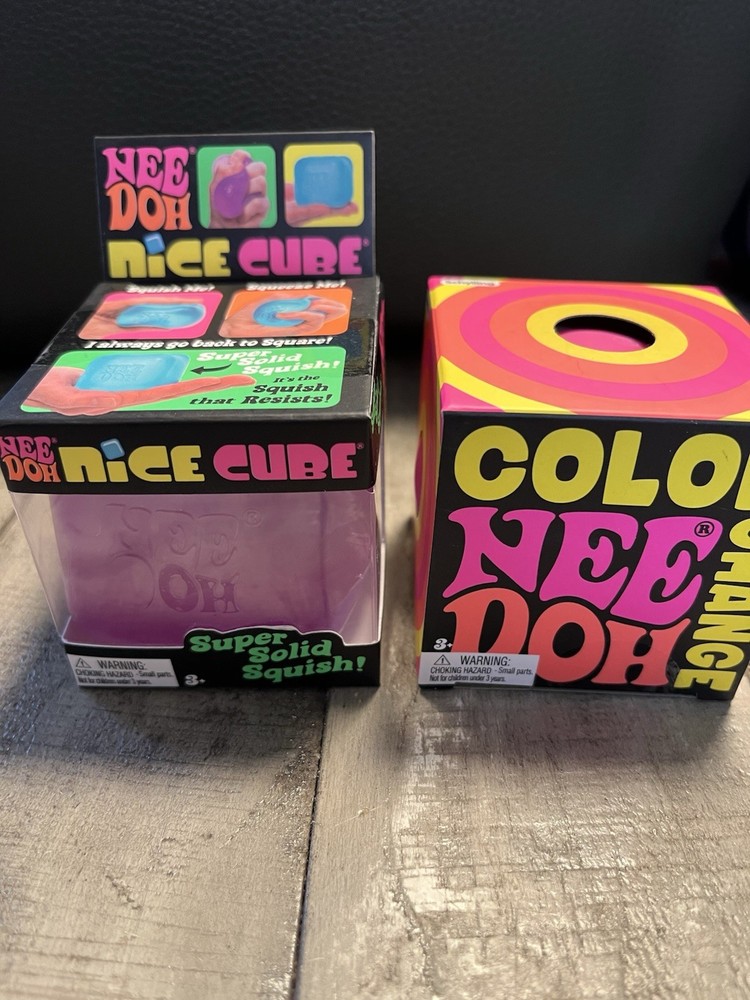 NEE®
DOH
NiCE CUBE®
Squish Me!
Squeeze Me!
I always go back to Square!
Super
Solid
Squish!
It's the
Squish
that Resists!
NEE®
DOH
NiCE CUBE®
NEE®
DOH
Super
Solid
Squish!
WARNING:
CHOKING HAZARD - Small parts.
Not for children under 3 years.
3+
COLO
CHANGE
NEE®
DOH
3+
WARNING:
CHOKING HAZARD - Small parts.
Not for children under 3 years.